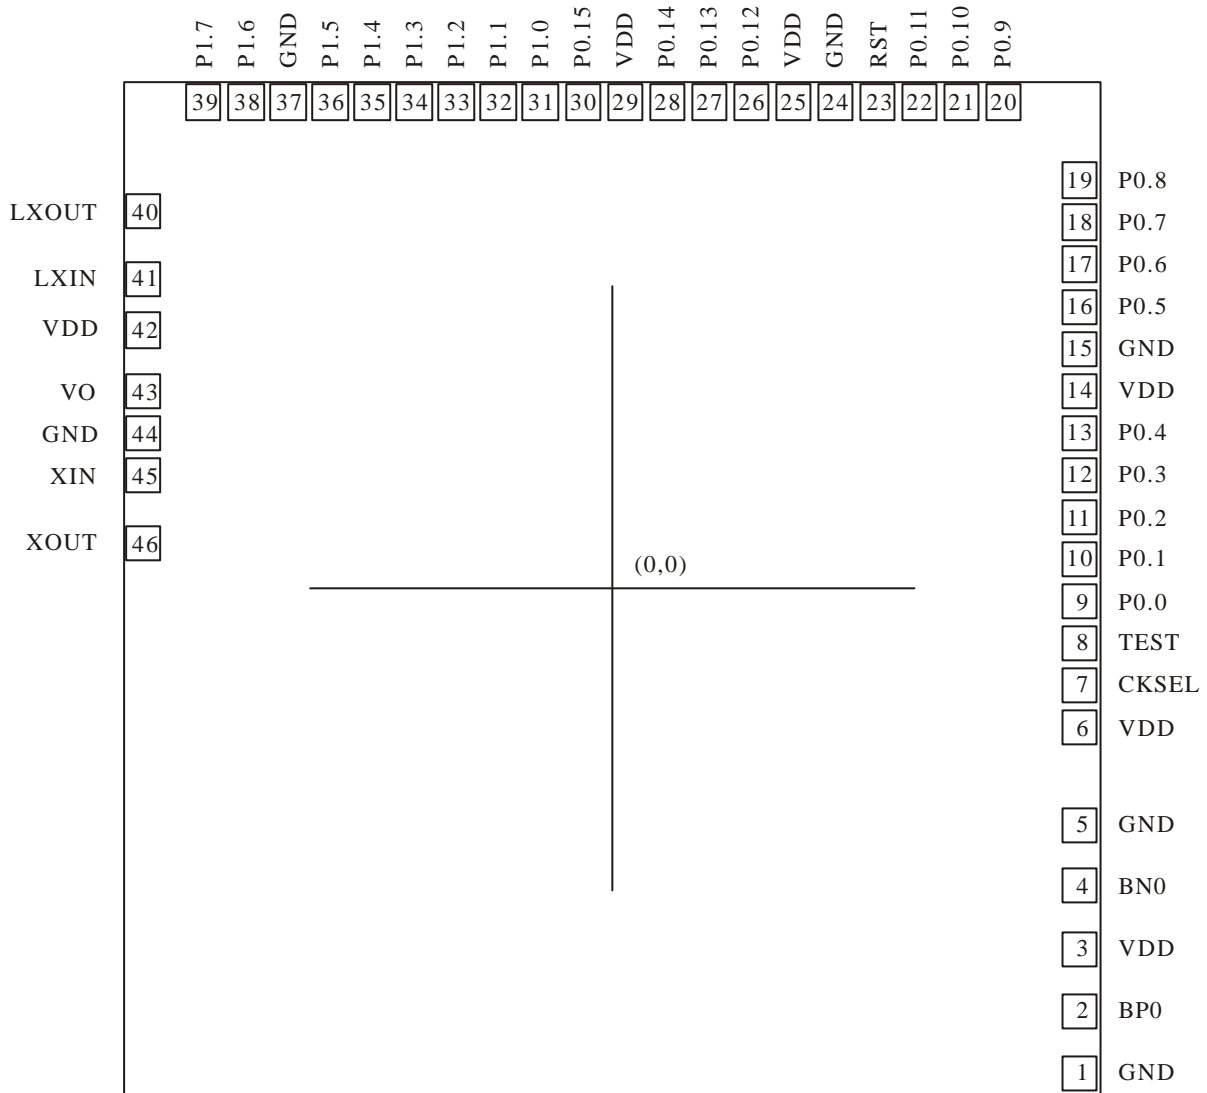 P1.7 P1.6 GND P1.5 P1.4 P1.3 P1.2 P1.1 P1.0 P0.15 VDD P0.14 P0.13 P0.12 VDD GND RST P0.11 P0.10 P0.9
39 38 37 36 35 34 33 32 31 30 29 28 27 26 25 24 23 22 21 20
19 P0.8
LXOUT 40
18 P0.7
17 P0.6
LXIN 41
16 P0.5
VDD 42
15 GND
VO 43
14 VDD
GND 44
13 P0.4
XIN 45
12 P0.3
11 P0.2
XOUT 46
10 P0.1
(0,0)
9 P0.0
8 TEST
7 CKSEL
6 VDD
5 GND
4 BN0
3 VDD
2 BP0
1 GND